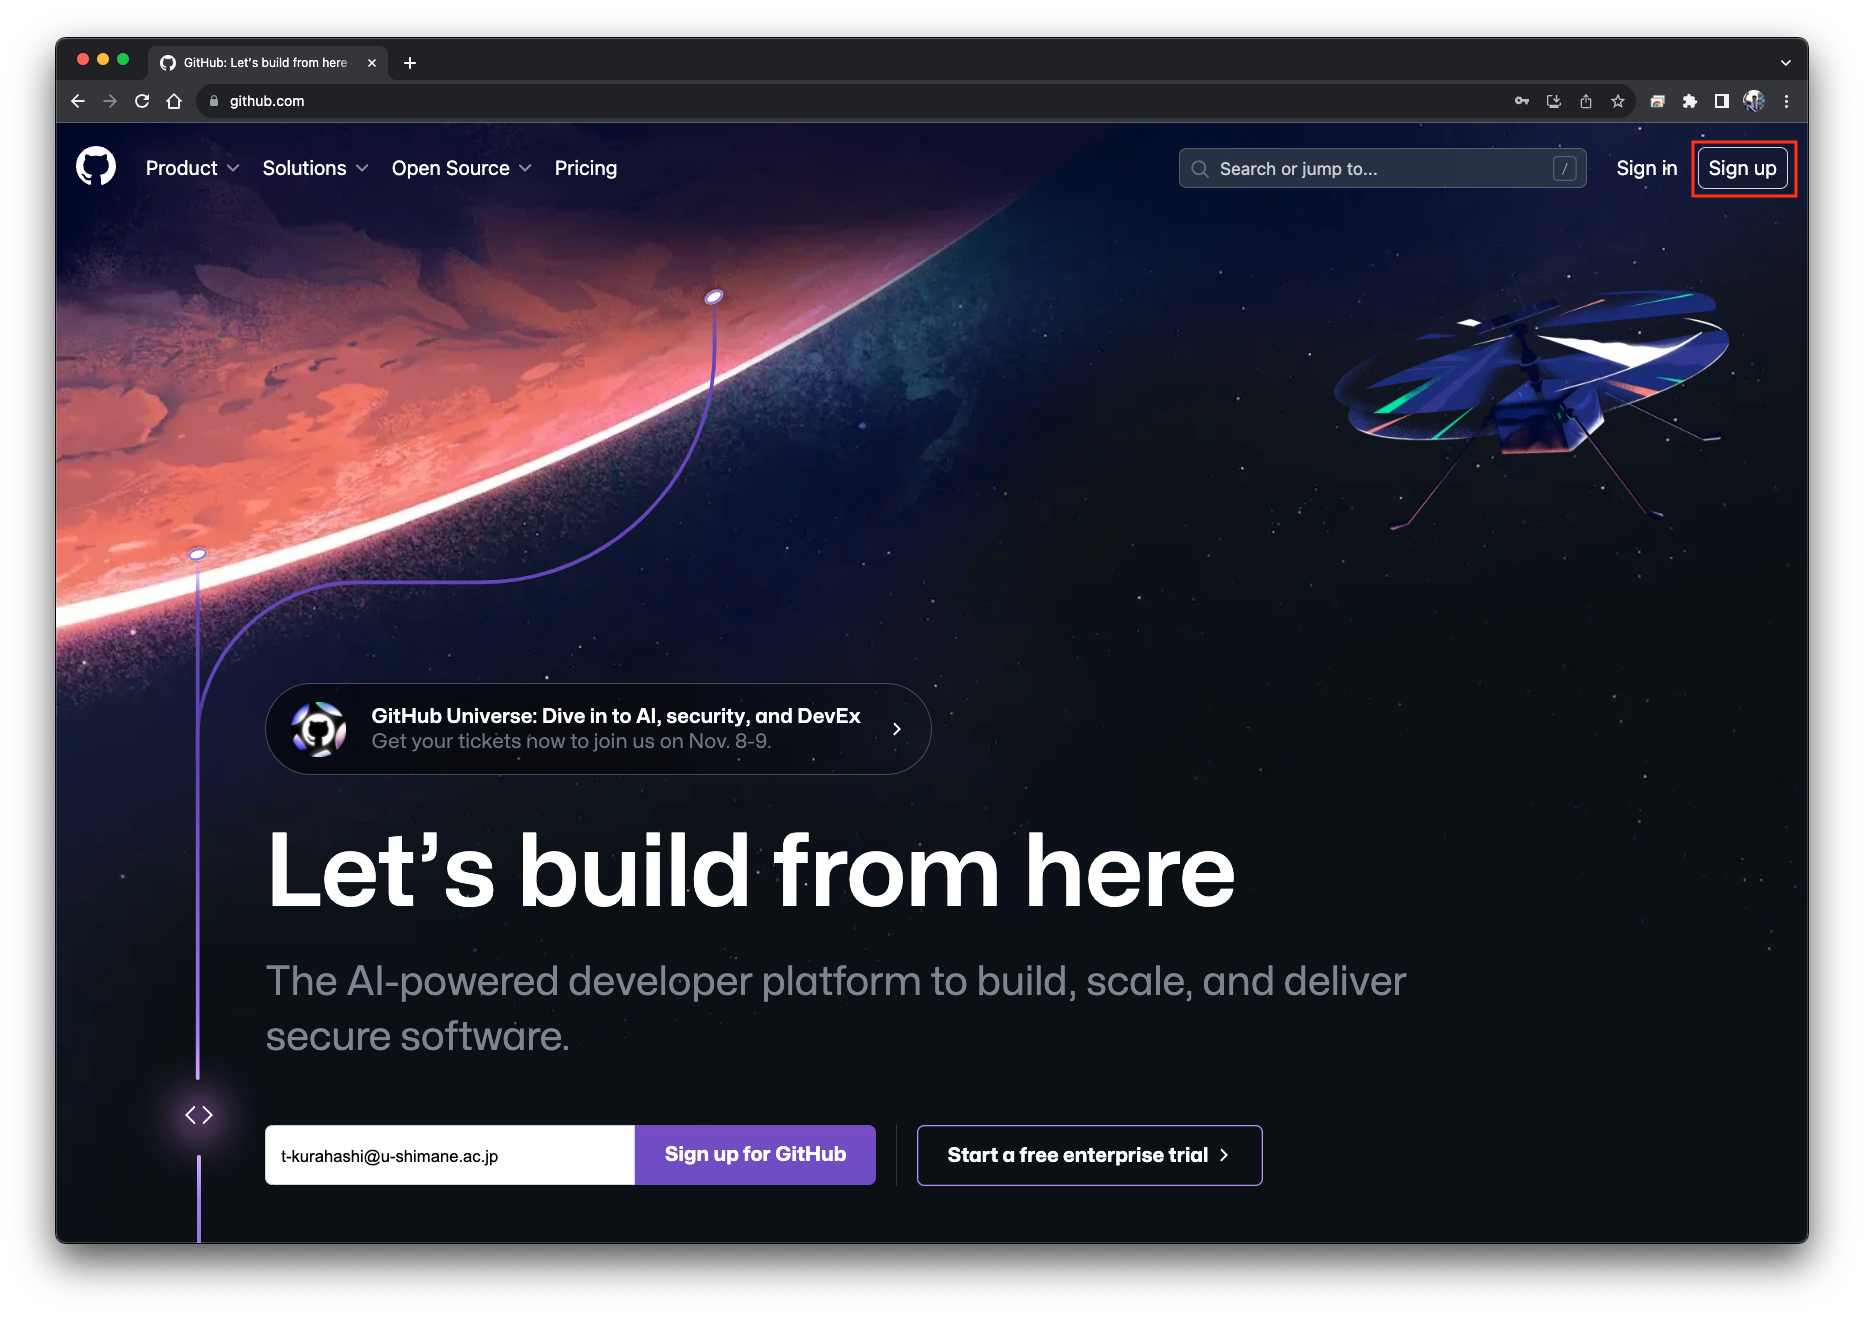 GitHub: Let's build from here
github.com
Product
Solutions
Open Source
Pricing
Search or jump to...
/
Sign in
Sign up
GitHub Universe: Dive in to AI, security, and DevEx
Get your tickets now to join us on Nov. 8-9.
Let’s build from here
The AI-powered developer platform to build, scale, and deliver
secure software.
t-kurahashi@u-shimane.ac.jp
Sign up for GitHub
Start a free enterprise trial